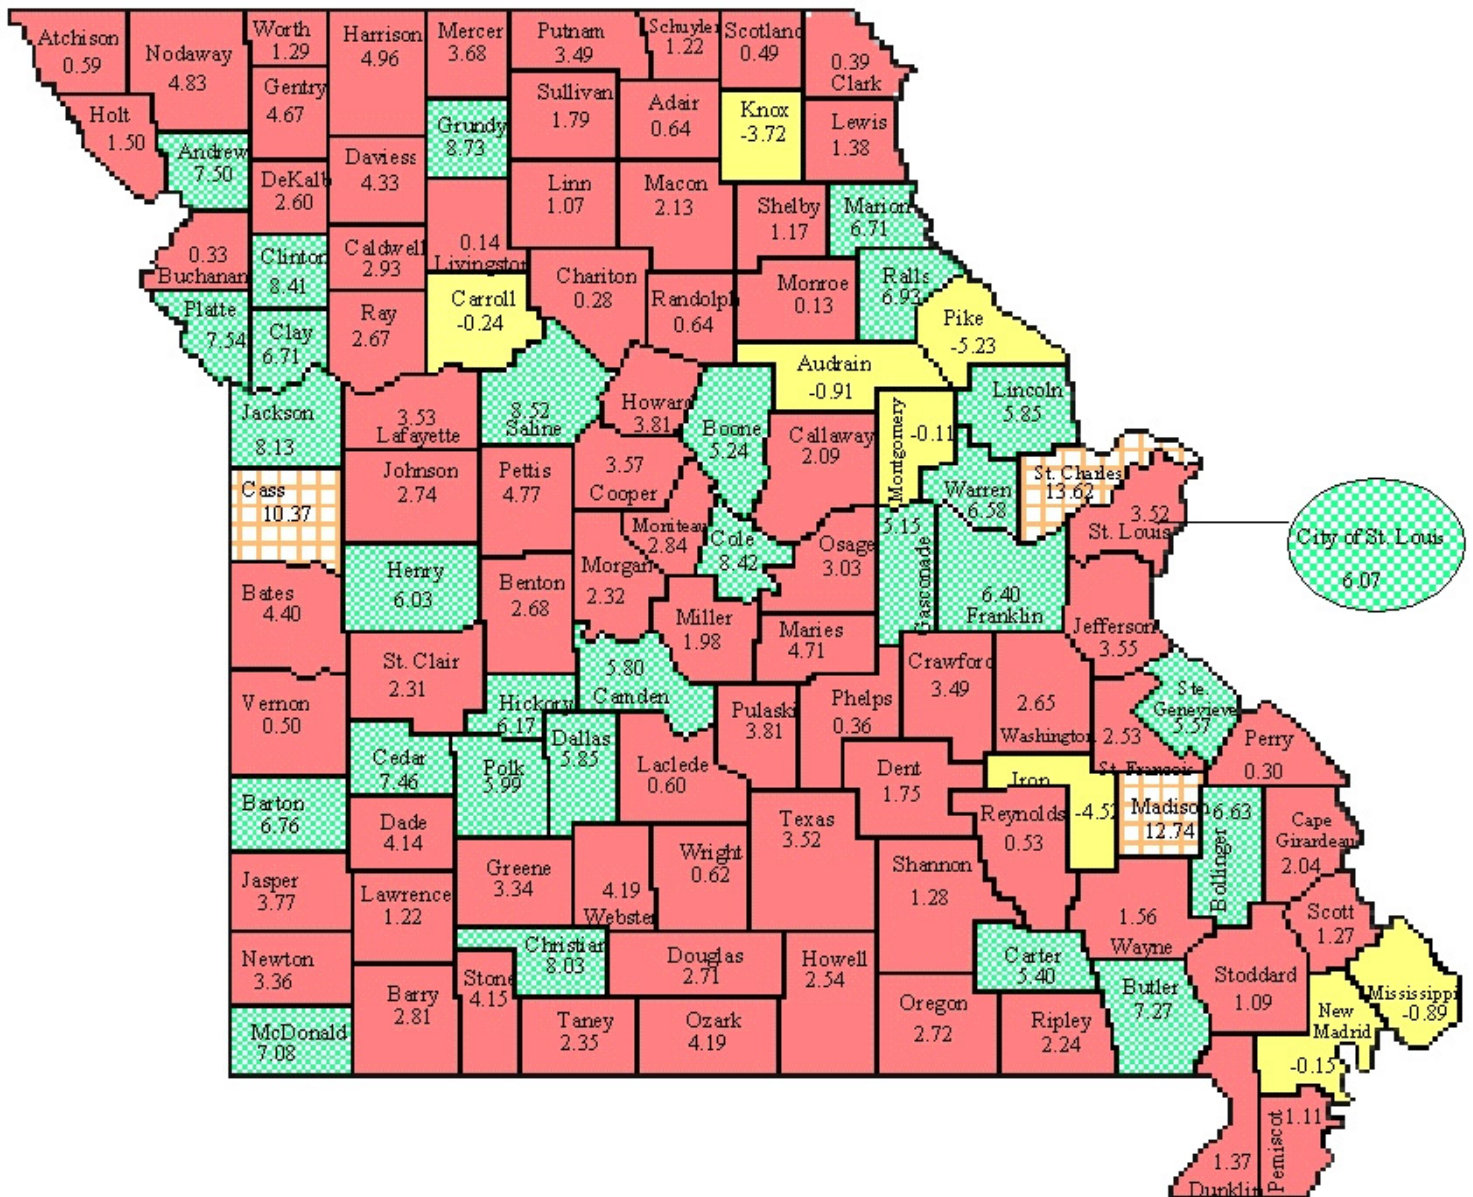 Atchison
0.59
Nodaway
4.83
Worth
1.29
Harrison
4.96
Mercer
3.68
Putnam
3.49
Schuyler
1.22
Scotland
0.49
0.39
Clark
Holt
1.50
Andrew
7.50
Gentry
4.67
DeKalb
2.60
Daviess
4.33
Grundy
8.73
Sullivan
1.79
Adair
0.64
Knox
-3.72
Lewis
1.38
0.33
Buchanan
Clinton
8.41
Caldwell
2.93
0.14
Livingston
Linn
1.07
Macon
2.13
Shelby
1.17
Marion
6.71
Platte
7.54
Clay
6.71
Ray
2.67
Carroll
-0.24
Chariton
0.28
Randolph
0.64
Monroe
0.13
Ralls
6.93
Pike
-5.23
Jackson
8.13
3.53
Lafayette
8.52
Saline
Howard
3.81
Boone
5.24
Audrain
-0.91
Callaway
2.09
Montgomery
-0.11
Lincoln
5.85
Cass
10.37
Johnson
2.74
Pettis
4.77
3.57
Cooper
Moniteau
2.84
Cole
8.42
Osage
3.03
5.15
Gasconade
Warren
6.58
St. Charles
13.62
3.52
St. Louis
City of St. Louis
6.07
Bates
4.40
Henry
6.03
Benton
2.68
Morgan
2.32
Miller
1.98
Maries
4.71
6.40
Franklin
Jefferson
3.55
St. Clair
2.31
Vernon
0.50
Hickory
6.17
5.80
Camden
Pulaski
3.81
Phelps
0.36
Crawford
3.49
2.65
Washington
2.53
St. Francois
Ste.
Genevieve
5.57
Perry
0.30
Cedar
7.46
Polk
5.99
Dallas
5.85
Laclede
0.60
Dent
1.75
Iron
-4.52
Reynolds
0.53
Madison
12.74
6.63
Bollinger
Cape
Girardeau
2.04
Barton
6.76
Dade
4.14
Greene
3.34
4.19
Webster
Wright
0.62
Texas
3.52
Shannon
1.28
Jasper
3.77
Lawrence
1.22
1.56
Wayne
Scott
1.27
Newton
3.36
Barry
2.81
Stone
4.15
Christian
8.03
Douglas
2.71
Howell
2.54
Carter
5.40
Butler
7.27
Stoddard
1.09
Mississippi
-0.89
McDonald
7.08
Taney
2.35
Ozark
4.19
Oregon
2.72
Ripley
2.24
New
Madrid
-0.15
1.37
Dunklin
Pemiscot
1.11